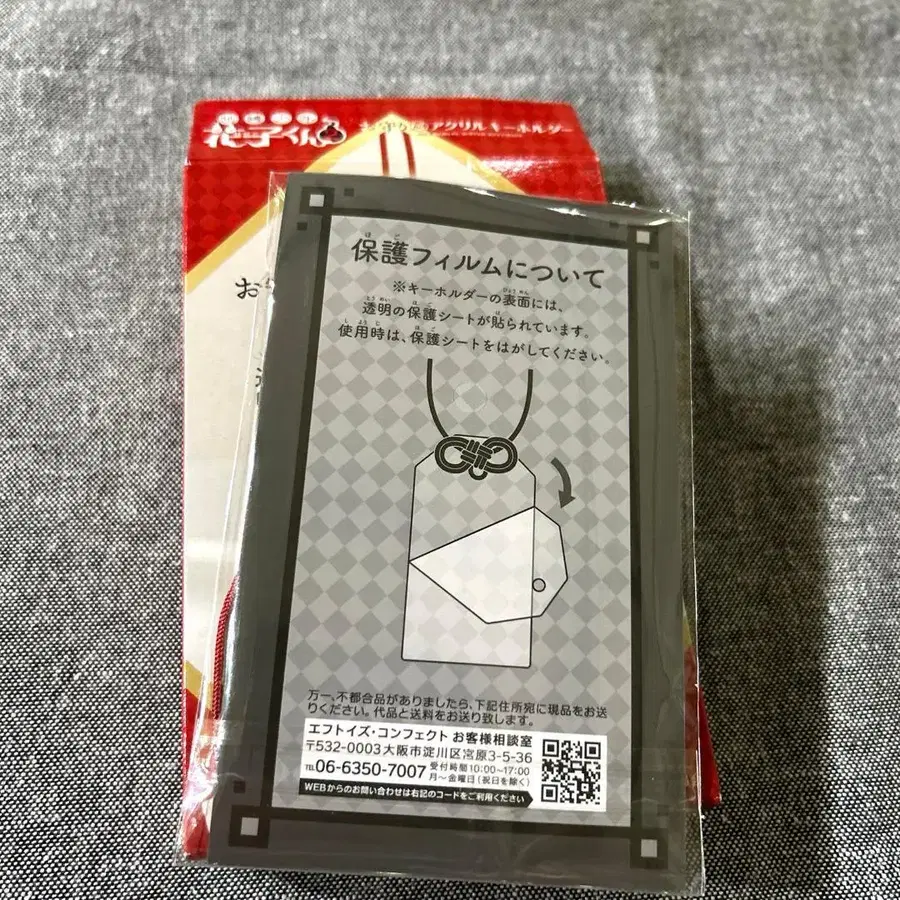 花子くん
お守り型アクリルキーホルダー
お
保護フィルムについて
※キーホルダーの表面には、
透明の保護シートが貼られています。
使用時は、保護シートをはがしてください。
万一、不都合品がありましたら、下記住所宛に現品をお送
りください。代品と送料をお送り致します。
エフトイズ・コンフェクト お客様相談室
〒532-0003 大阪市淀川区宮原3-5-36
TEL 06-6350-7007 受付時間 10:00~17:00
月~金曜日(祝日を除く)
WEBからのお問い合わせは右記のコードをご利用ください